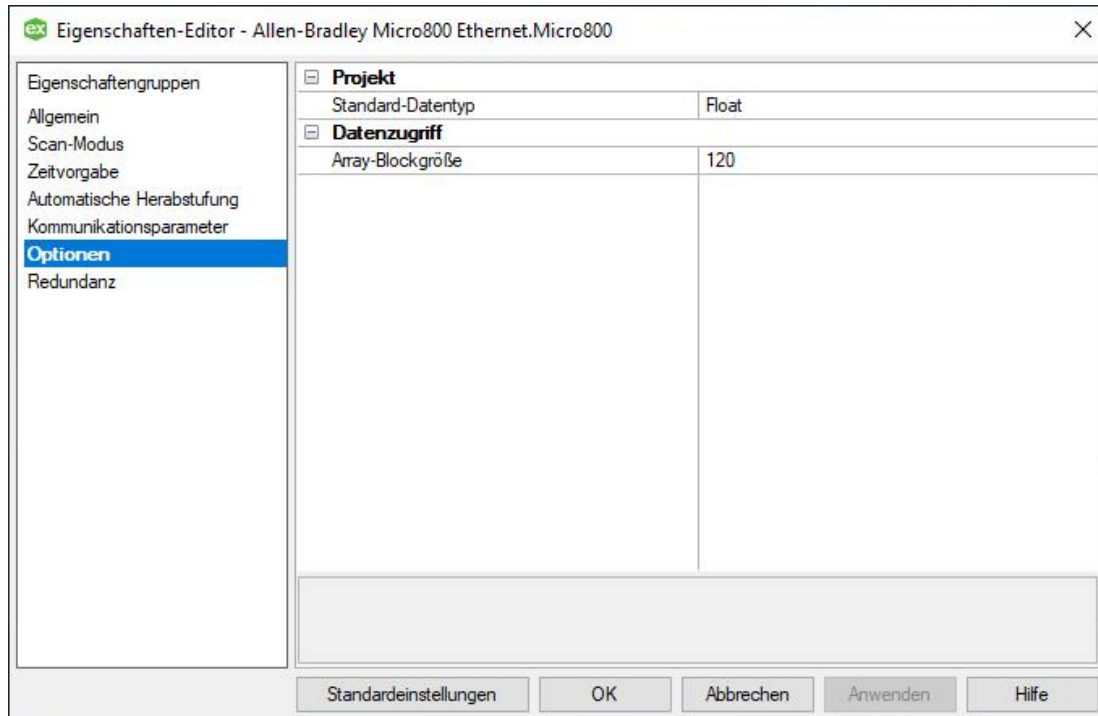 ex Eigenschaften-Editor - Allen-Bradley Micro800 Ethernet.Micro800
Eigenschaftengruppen
Allgemein
Scan-Modus
Zeitvorgabe
Automatische Herabstufung
Kommunikationsparameter
Optionen
Redundanz
Projekt
Standard-Datentyp Float
Datenzugriff
Array-Blockgröße 120
Standardeinstellungen OK Abbrechen Anwenden Hilfe